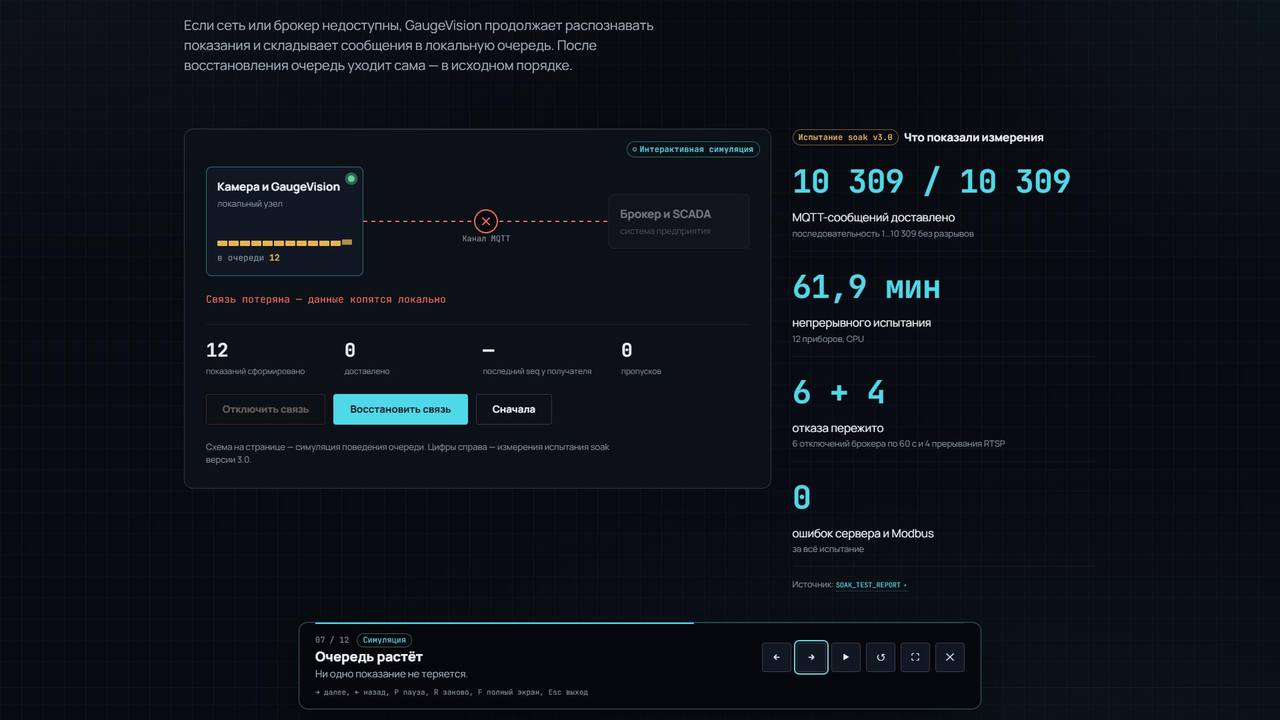 Если сеть или брокер недоступны, GaugeVision продолжает распознавать
показания и складывает сообщения в локальную очередь. После
восстановления очередь уходит сама — в исходном порядке.
Интерактивная симуляция
Камера и GaugeVision
локальный узел
в очереди 12
Канал MQTT
Брокер и SCADA
система предприятия
Связь потеряна — данные копятся локально
12
показаний сформировано
0
доставлено
—
последний seq у получателя
0
пропусков
Отключить связь
Восстановить связь
Сначала
Схема на странице — симуляция поведения очереди. Цифры справа — измерения испытания soak
версии 3.0.
Испытание soak v3.0 Что показали измерения
10 309 / 10 309
MQTT-сообщений доставлено
последовательность 1…10 309 без разрывов
61,9 мин
непрерывного испытания
12 приборов, CPU
6 + 4
отказа пережито
6 отключений брокера по 60 с и 4 прерывания RTSP
0
ошибок сервера и Modbus
за всё испытание
Источник: SOAK_TEST_REPORT
07 / 12 Симуляция
Очередь растёт
Ни одно показание не теряется.
→ далее, ← назад, P пауза, R заново, F полный экран, Esc выход